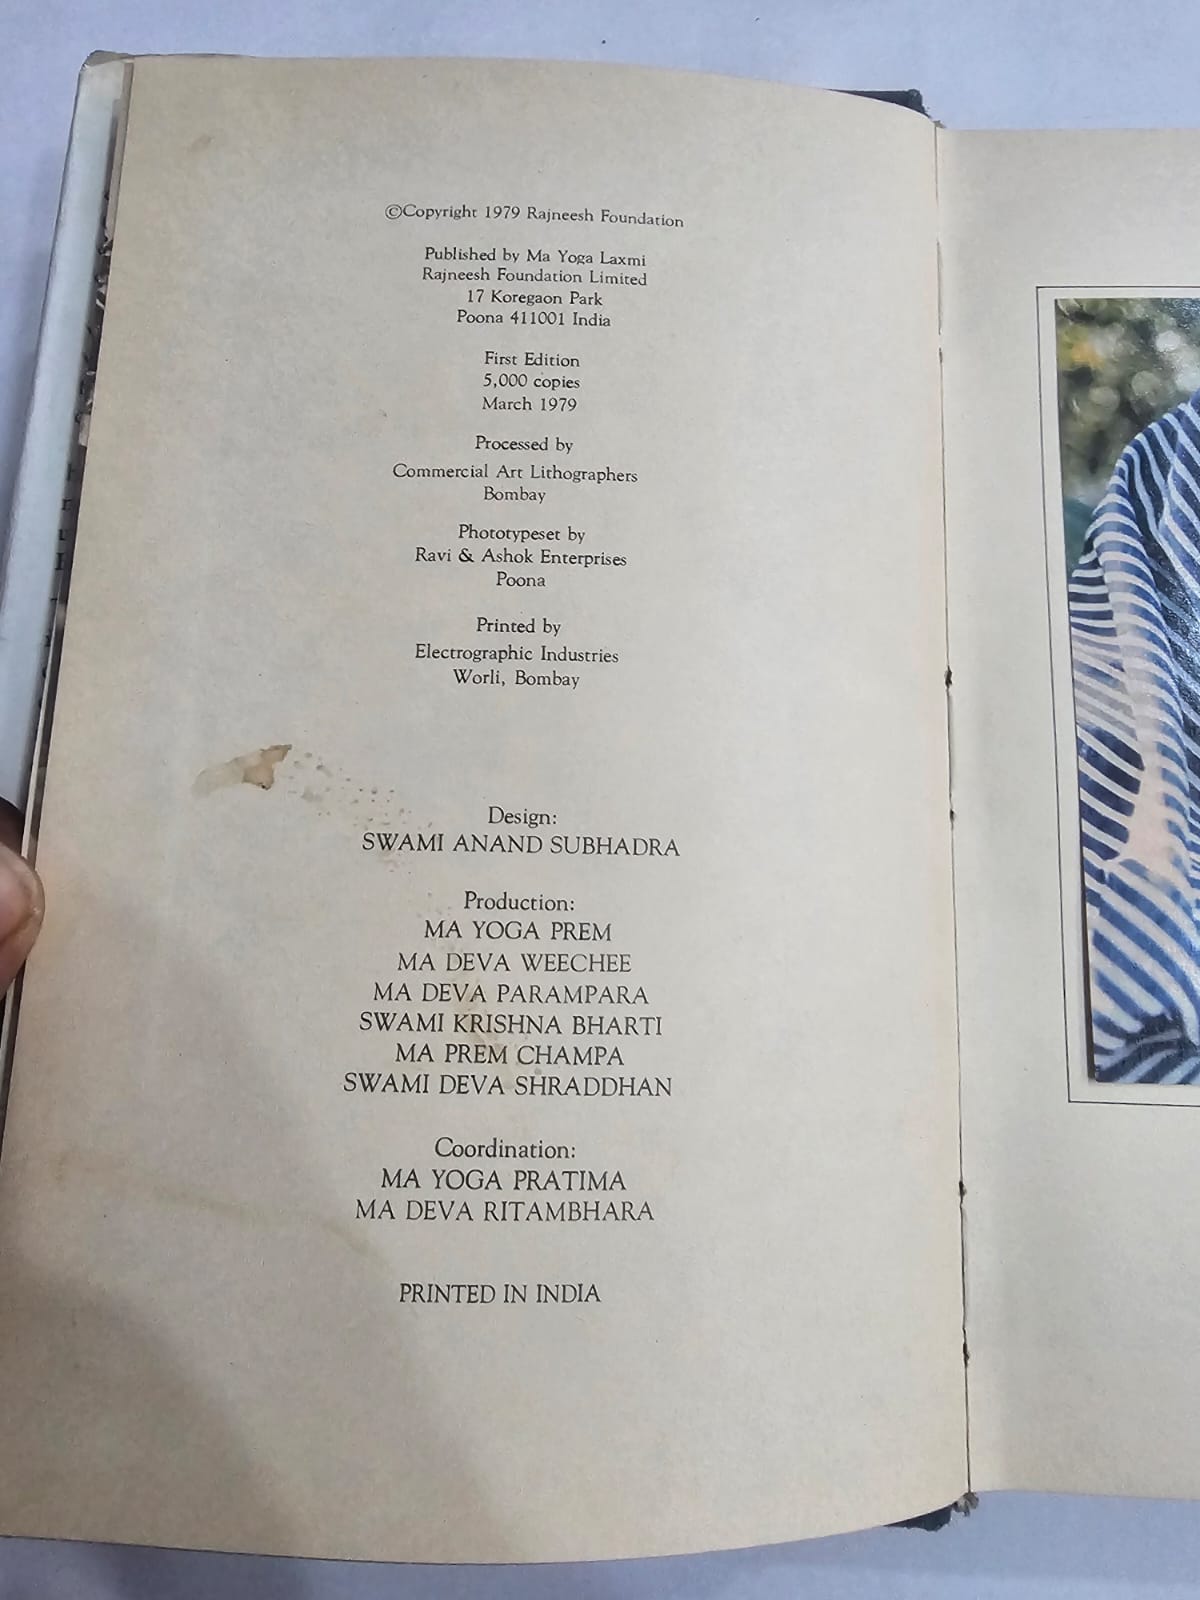 ©Copyright 1979 Rajneesh Foundation
Published by Ma Yoga Laxmi
Rajneesh Foundation Limited
17 Koregaon Park
Poona 411001 India
First Edition
5,000 copies
March 1979
Processed by
Commercial Art Lithographers
Bombay
Phototypeset by
Ravi & Ashok Enterprises
Poona
Printed by
Electrographic Industries
Worli, Bombay
Design:
SWAMI ANAND SUBHADRA
Production:
MA YOGA PREM
MA DEVA WEECHEE
MA DEVA PARAMPARA
SWAMI KRISHNA BHARTI
MA PREM CHAMPA
SWAMI DEVA SHRADDHAN
Coordination:
MA YOGA PRATIMA
MA DEVA RITAMBHARA
PRINTED IN INDIA